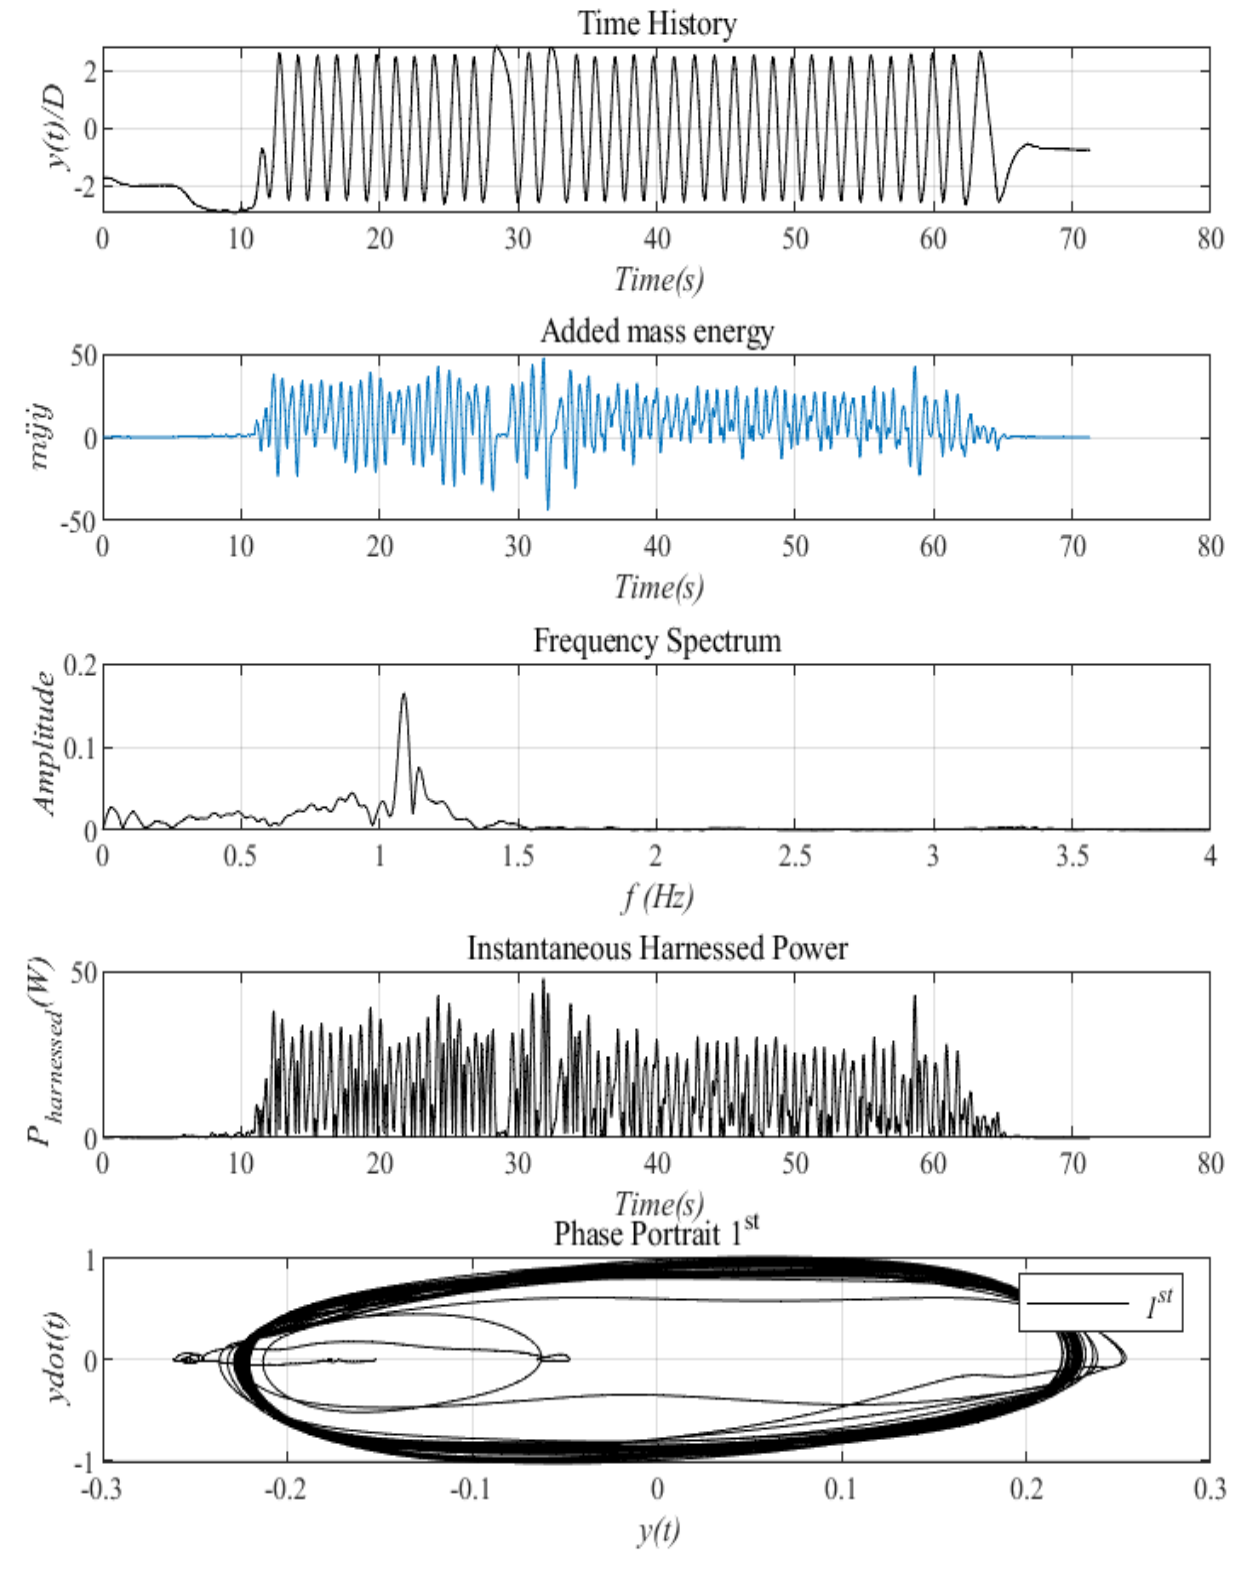 Time History
y(t)/D
2
0
-2
0 10 20 30 40 50 60 70 80
Time(s)
Added mass energy
mÿẏ
50
0
-50
0 10 20 30 40 50 60 70 80
Time(s)
Frequency Spectrum
Amplitude
0.2
0.1
0
0 0.5 1 1.5 2 2.5 3 3.5 4
f (Hz)
Instantaneous Harnessed Power
P harnessed(W)
50
0
0 10 20 30 40 50 60 70 80
Time(s)
Phase Portrait 1st
ydot(t)
1
0
-1
1st
-0.3 -0.2 -0.1 0 0.1 0.2 0.3
y(t)